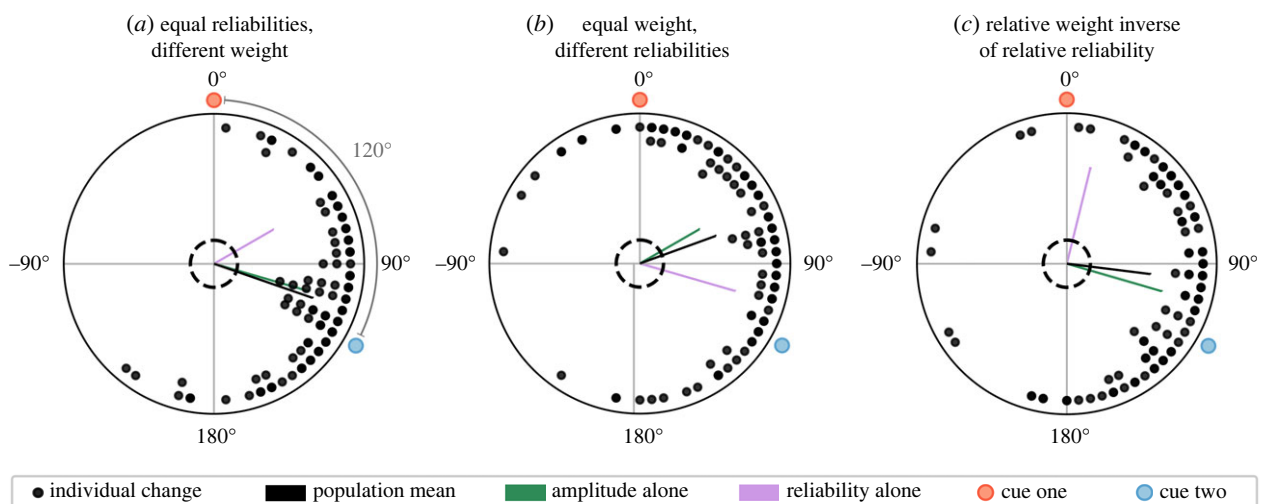 (a) equal reliabilities,
different weight
0°
120°
–90°
90°
180°
(b) equal weight,
different reliabilities
0°
–90°
90°
180°
(c) relative weight inverse
of relative reliability
0°
–90°
90°
180°
individual change population mean amplitude alone reliability alone cue one cue two